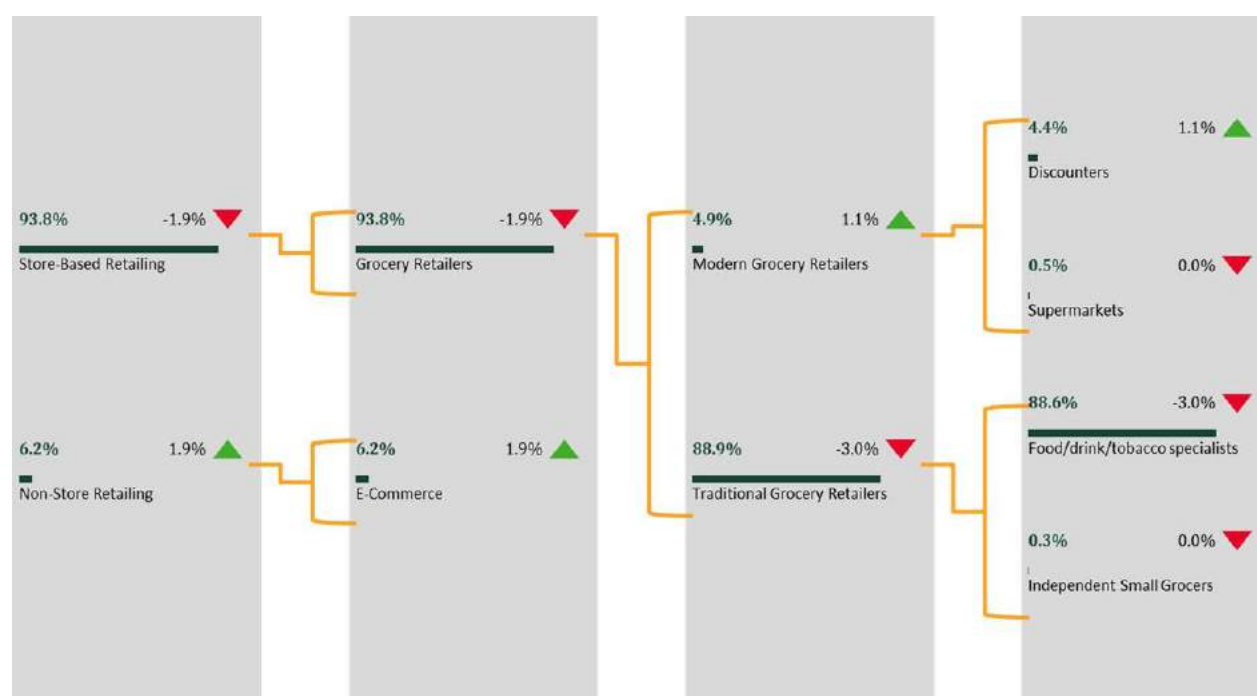 93.8% -1.9%
Store-Based Retailing
6.2% 1.9%
Non-Store Retailing
93.8% -1.9%
Grocery Retailers
6.2% 1.9%
E-Commerce
4.9% 1.1%
Modern Grocery Retailers
88.9% -3.0%
Traditional Grocery Retailers
4.4% 1.1%
Discounters
0.5% 0.0%
Supermarkets
88.6% -3.0%
Food/drink/tobacco specialists
0.3% 0.0%
Independent Small Grocers